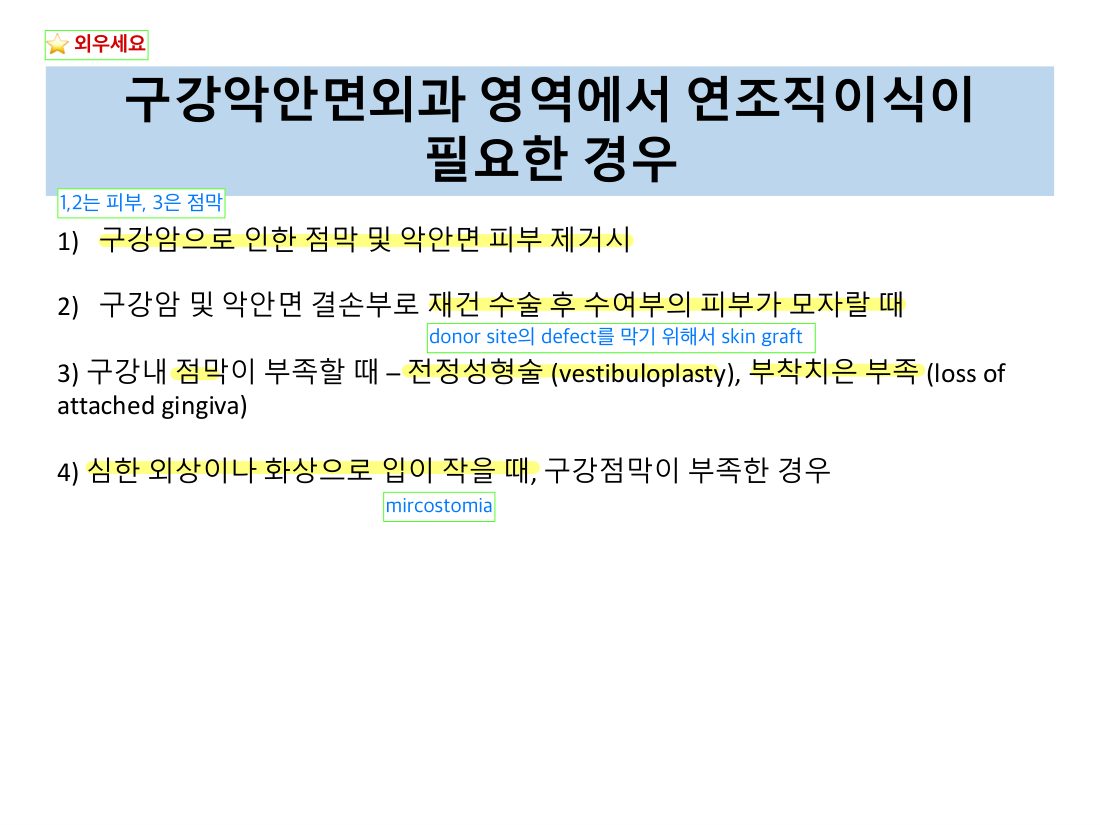 ⭐ 외우세요
구강악안면외과 영역에서 연조직이식이
필요한 경우
1,2는 피부, 3은 점막
1) 구강암으로 인한 점막 및 악안면 피부 제거시
2) 구강암 및 악안면 결손부로 재건 수술 후 수여부의 피부가 모자랄 때
donor site의 defect를 막기 위해서 skin graft
3) 구강내 점막이 부족할 때 – 전정성형술 (vestibuloplasty), 부착치은 부족 (loss of
attached gingiva)
4) 심한 외상이나 화상으로 입이 작을 때, 구강점막이 부족한 경우
mircostomia